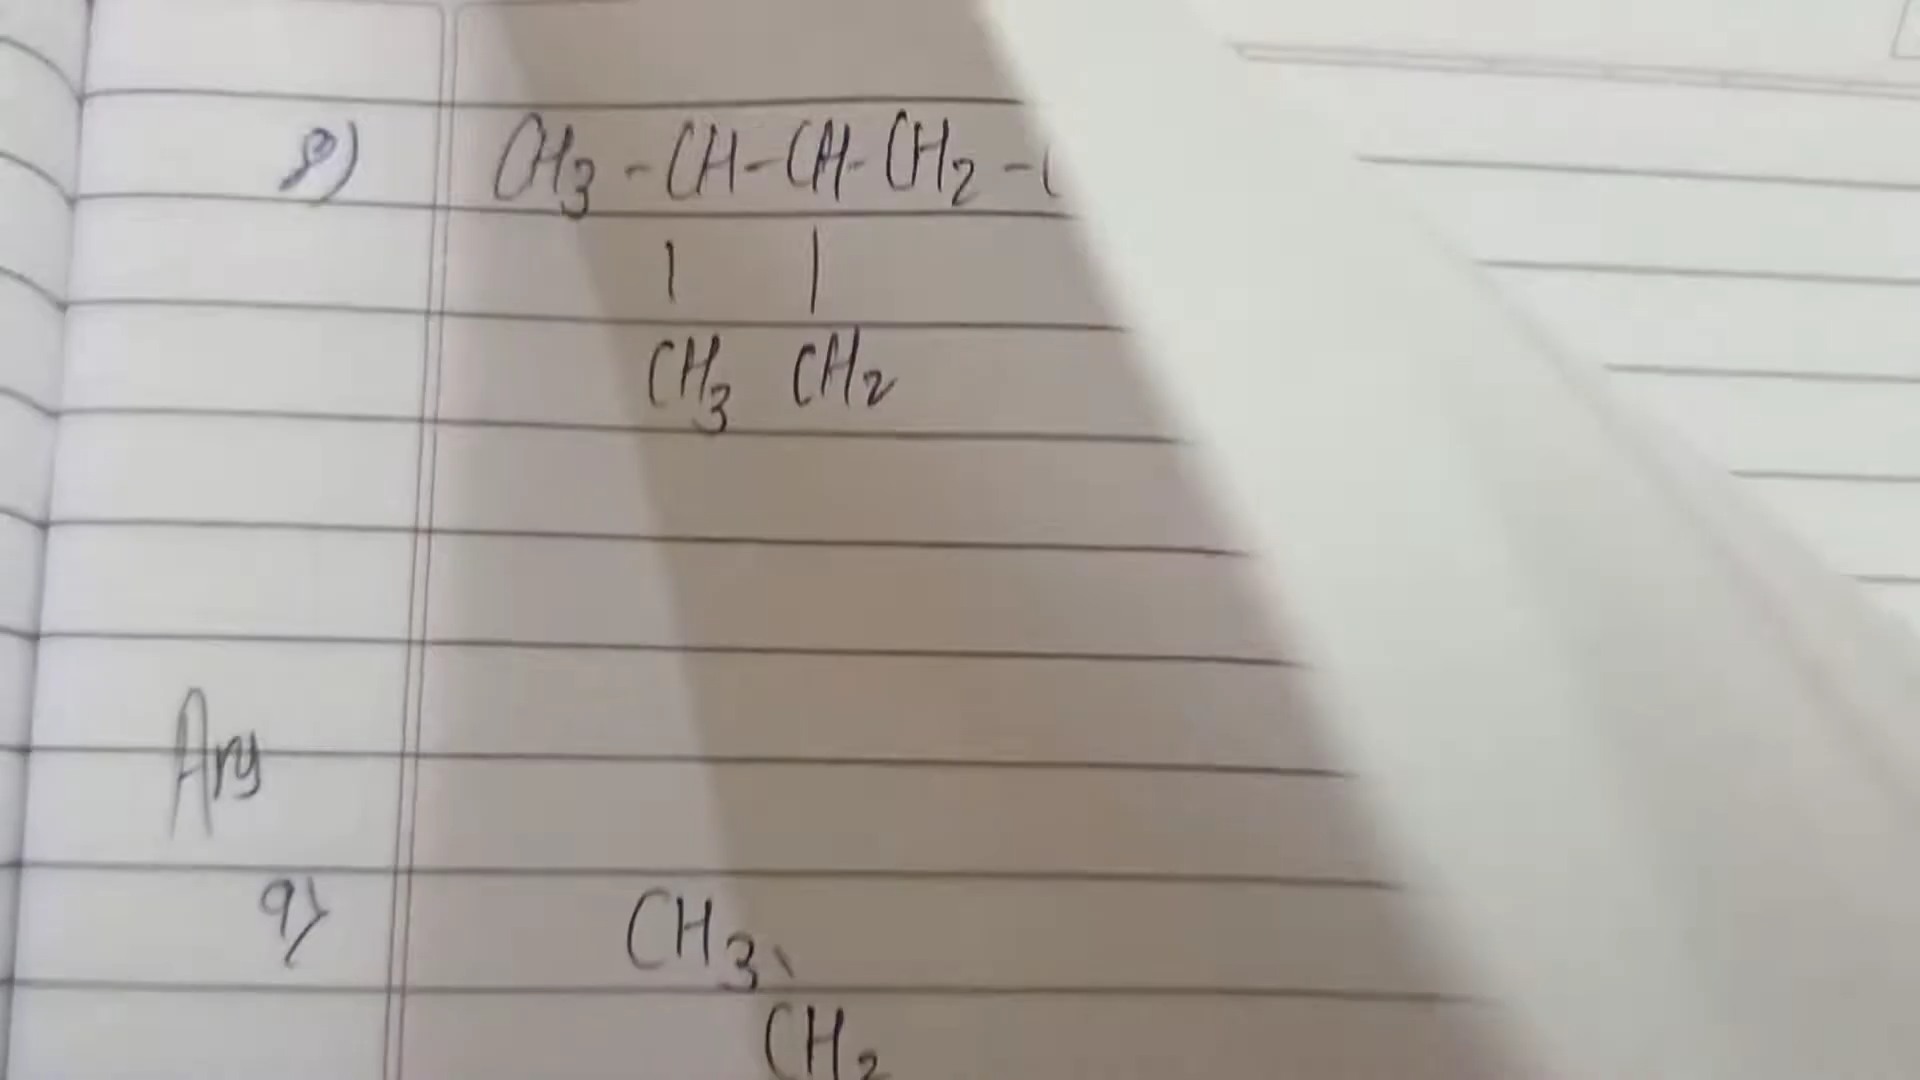 8) CH3 - CH - CH - CH2 - C
| |
CH3 CH2
Ans
9) CH3
CH2